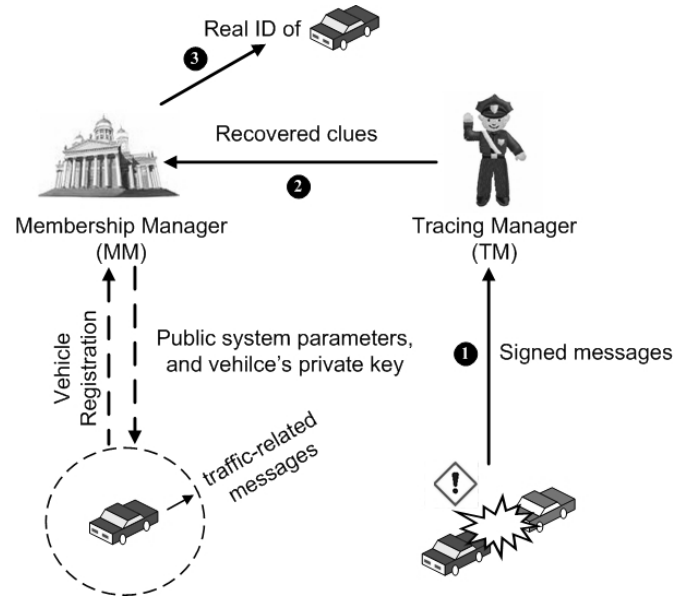 Real ID of
3
Recovered clues
2
Membership Manager
(MM)
Tracing Manager
(TM)
Vehicle
Registration
Public system parameters,
and vehilce's private key
1
Signed messages
traffic-related
messages
!